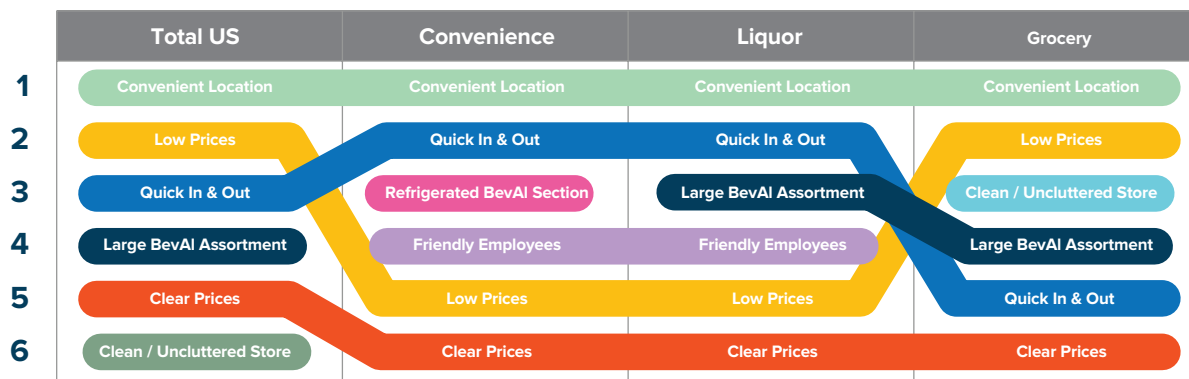 Total US Convenience Liquor Grocery
1 Convenient Location Convenient Location Convenient Location Convenient Location
2 Low Prices Quick In & Out Quick In & Out Low Prices
3 Quick In & Out Refrigerated BevAl Section Large BevAl Assortment Clean / Uncluttered Store
4 Large BevAl Assortment Friendly Employees Friendly Employees Large BevAl Assortment
5 Clear Prices Low Prices Low Prices Quick In & Out
6 Clean / Uncluttered Store Clear Prices Clear Prices Clear Prices